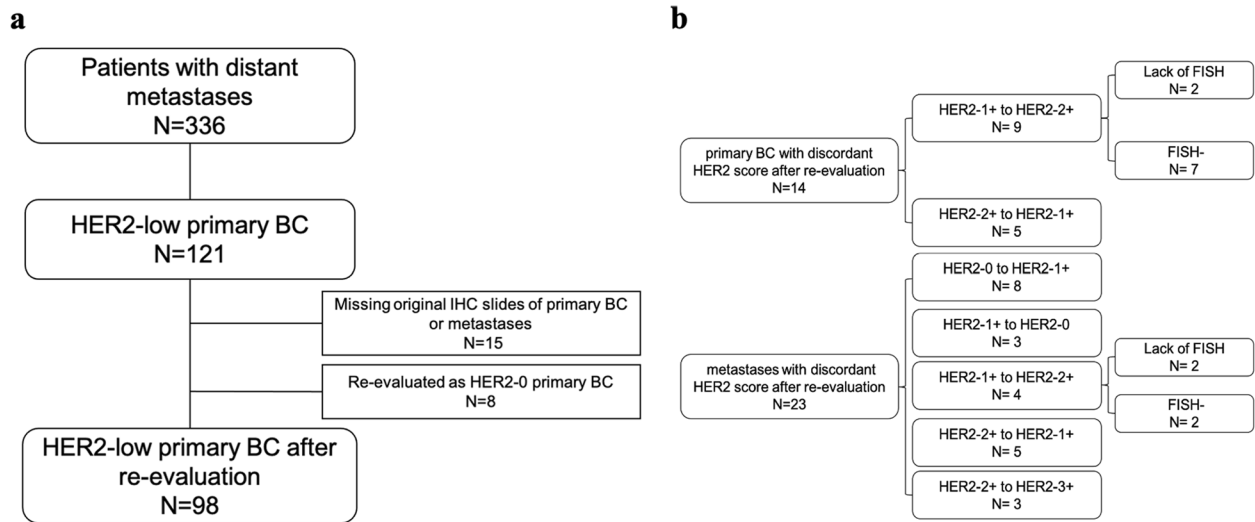 a
Patients with distant
metastases
N=336
HER2-low primary BC
N=121
Missing original IHC slides of primary BC
or metastases
N=15
Re-evaluated as HER2-0 primary BC
N=8
HER2-low primary BC after
re-evaluation
N=98
b
primary BC with discordant
HER2 score after re-evaluation
N=14
HER2-1+ to HER2-2+
N= 9
Lack of FISH
N= 2
FISH-
N= 7
HER2-2+ to HER2-1+
N= 5
metastases with discordant
HER2 score after re-evaluation
N=23
HER2-0 to HER2-1+
N= 8
HER2-1+ to HER2-0
N= 3
HER2-1+ to HER2-2+
N= 4
Lack of FISH
N= 2
FISH-
N= 2
HER2-2+ to HER2-1+
N= 5
HER2-2+ to HER2-3+
N= 3